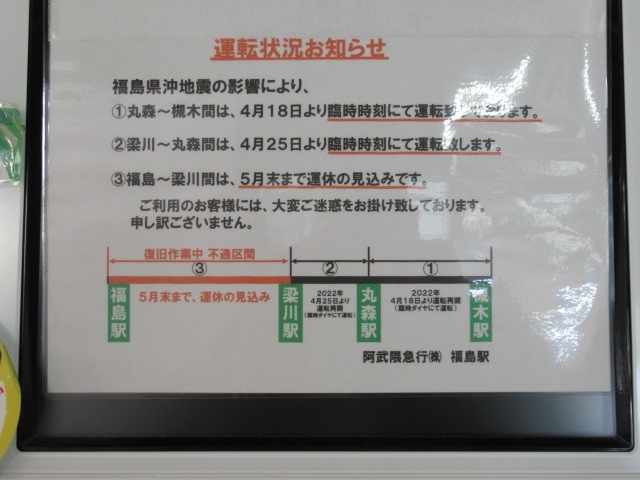 運転状況お知らせ
福島県沖地震の影響により、
①丸森～槻木間は、4月18日より臨時時刻にて運転致しております。
②梁川～丸森間は、4月25日より臨時時刻にて運転致します。
③福島～梁川間は、5月末まで運休の見込みです。
ご利用のお客様には、大変ご迷惑をお掛け致しております。
申し訳ございません。
復旧作業中 不通区間
③
②
①
福島駅
5月末まで、運休の見込み
梁川駅
2022年
4月25日より
運転再開
(臨時ダイヤにて運転)
丸森駅
2022年
4月18日より運転再開
(臨時ダイヤにて運転)
槻木駅
阿武隈急行㈱ 福島駅